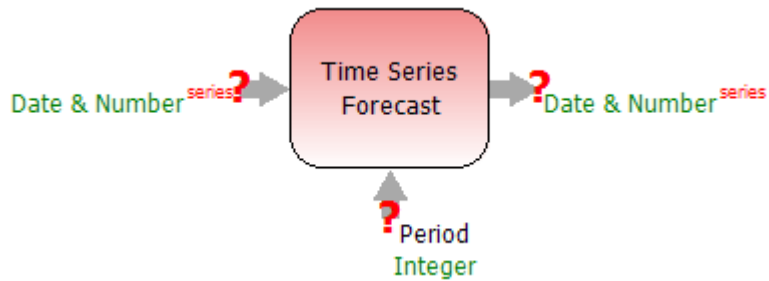 Time Series
Forecast
Date & Number series?
?Date & Number series
?
Period
Integer